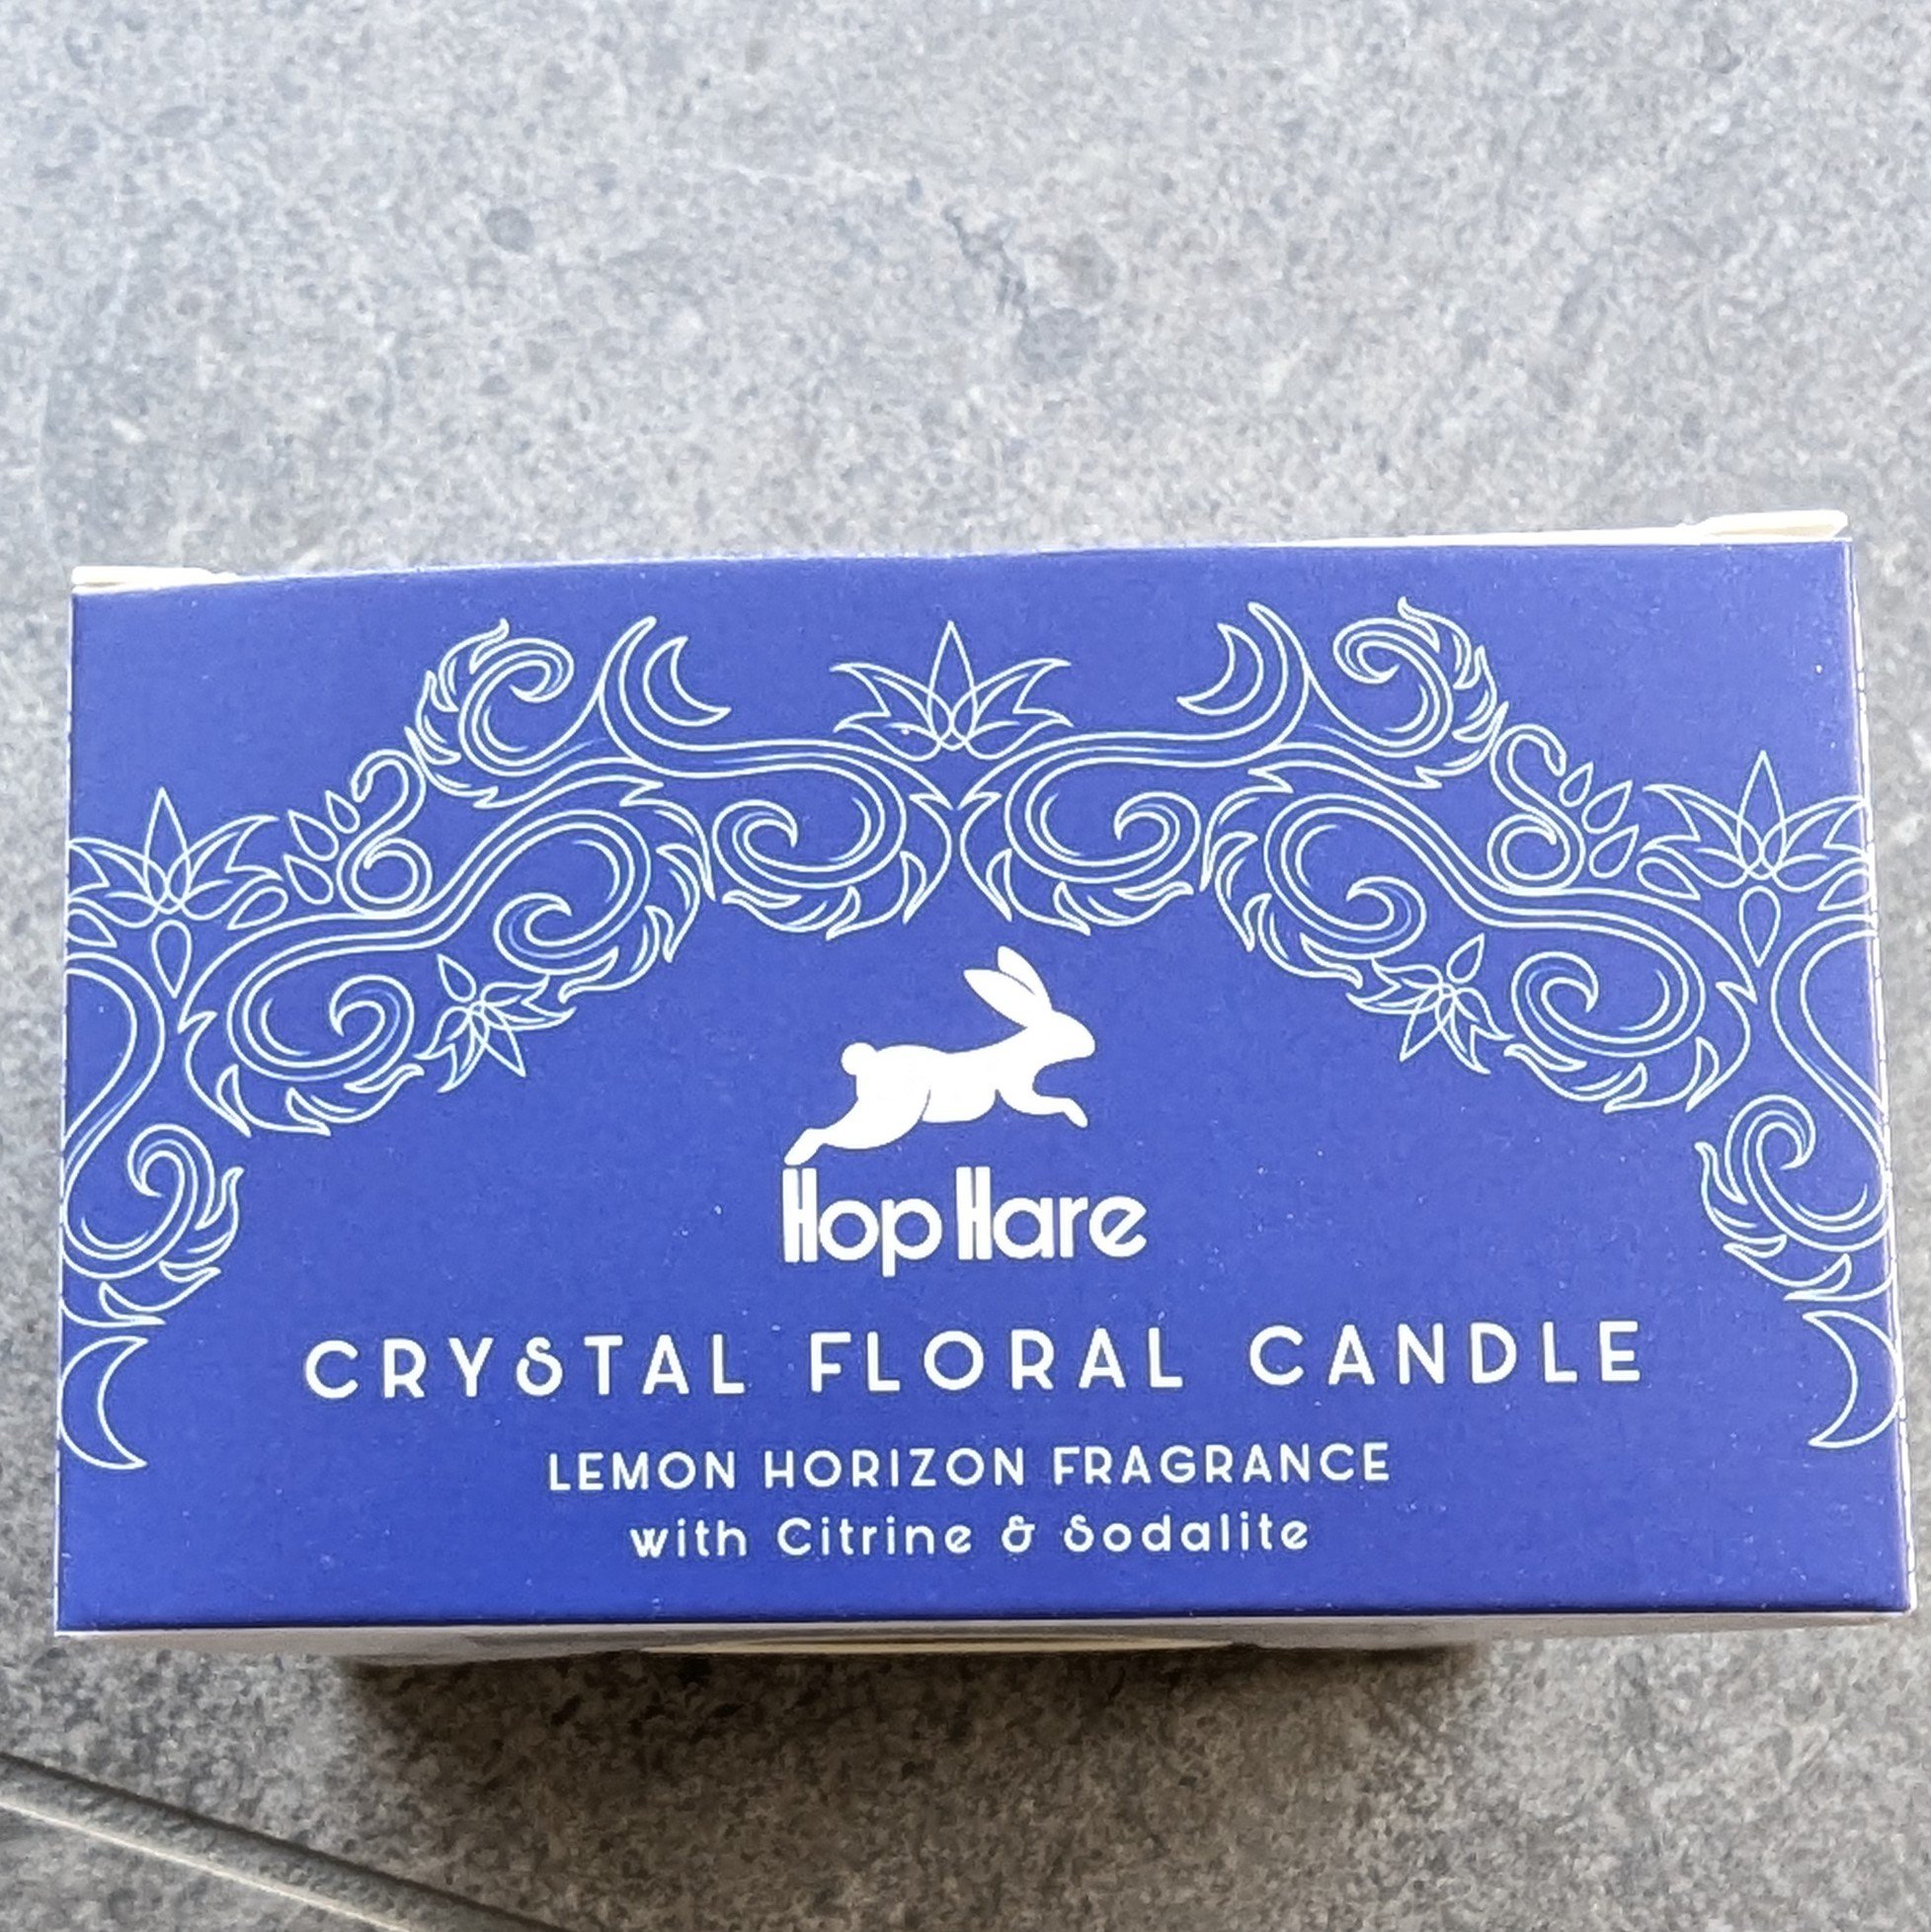 Hop Hare
CRYSTAL FLORAL CANDLE
LEMON HORIZON FRAGRANCE
with Citrine & Sodalite